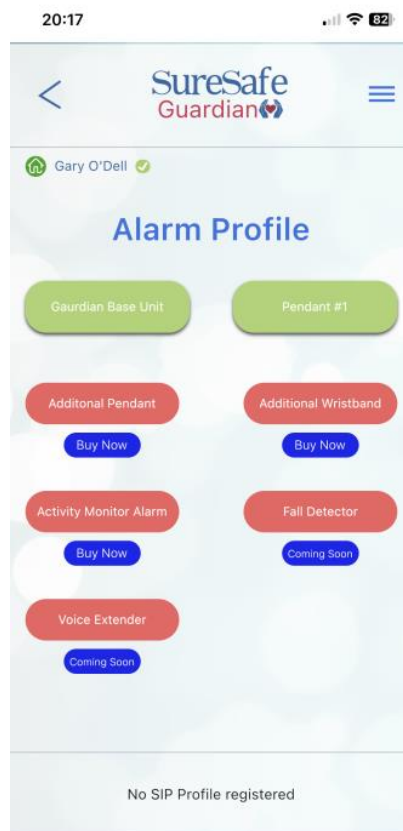 20:17
82
SureSafe
Guardian
Gary O'Dell
Alarm Profile
Gaurdian Base Unit
Pendant #1
Additonal Pendant
Additional Wristband
Buy Now
Buy Now
Activity Monitor Alarm
Fall Detector
Buy Now
Coming Soon
Voice Extender
Coming Soon
No SIP Profile registered